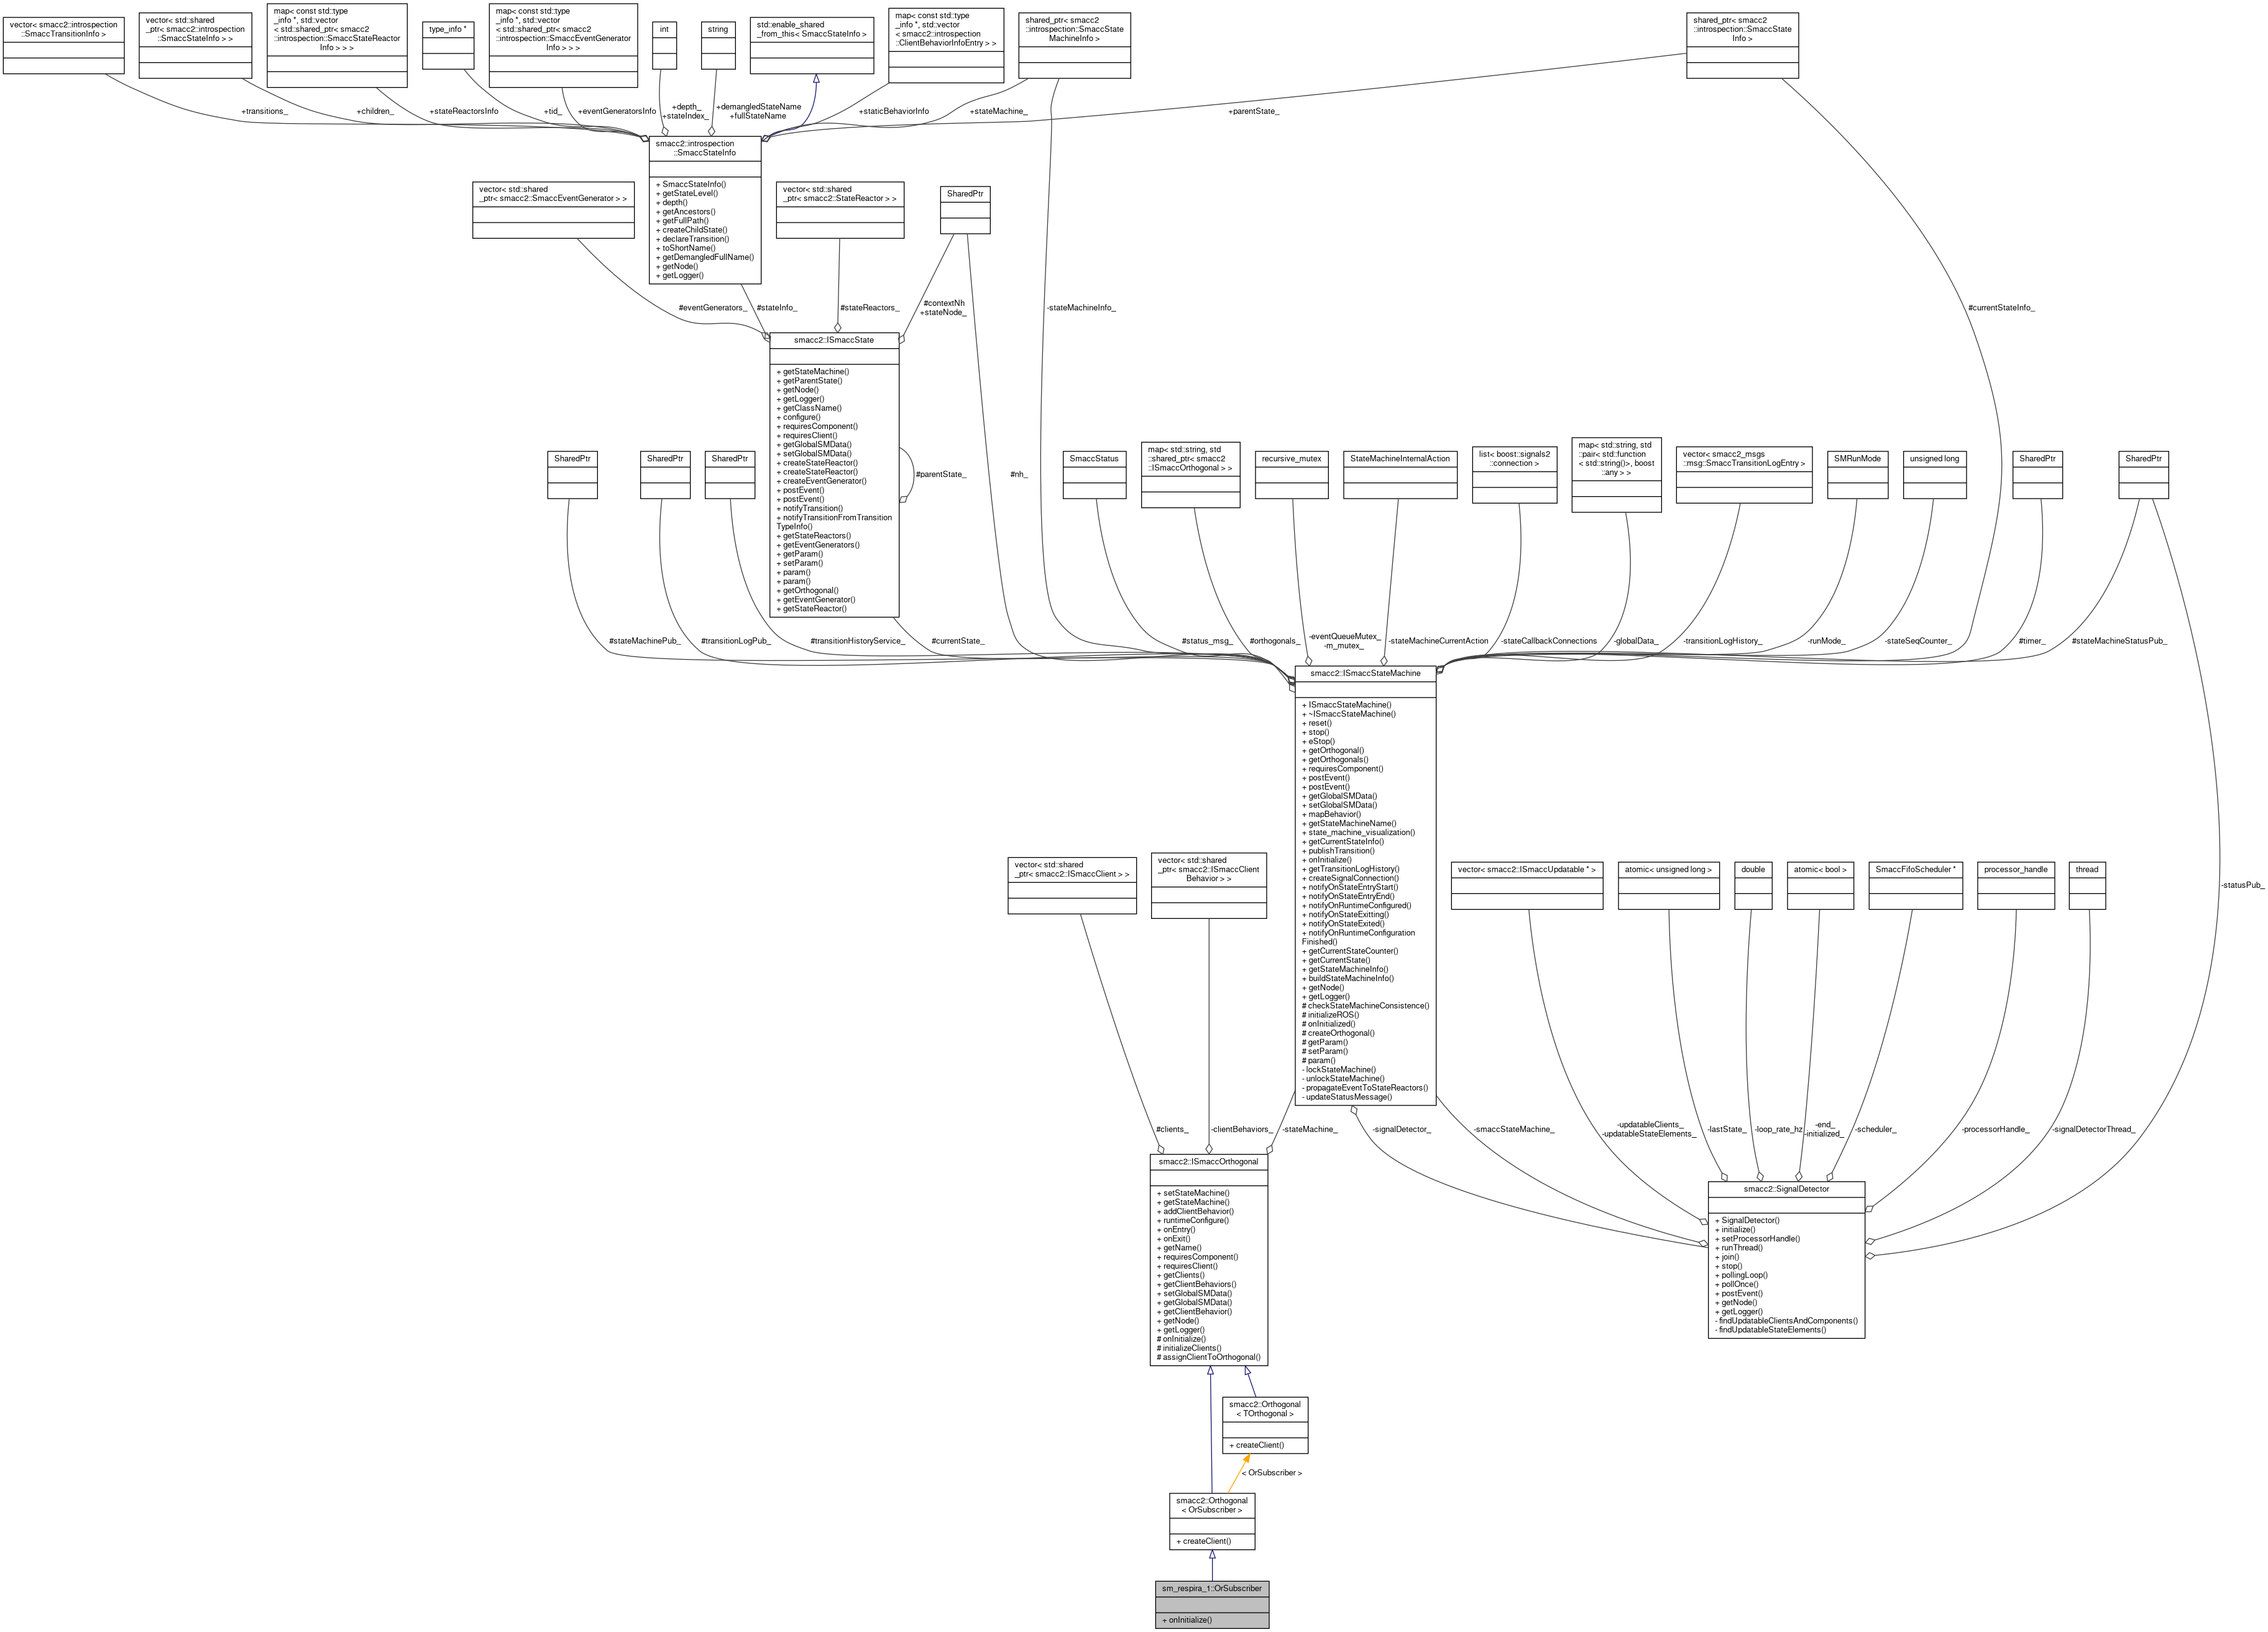 vector< smacc2::introspection
::SmaccTransitionInfo >
vector< std::shared
_ptr< smacc2::introspection
::SmaccStateInfo > >
map< const std::type
_info *, std::vector
< std::shared_ptr< smacc2
::introspection::SmaccStateReactor
Info > > >
type_info *
map< const std::type
_info *, std::vector
< std::shared_ptr< smacc2
::introspection::SmaccEventGenerator
Info > > >
int
string
std::enable_shared
_from_this< SmaccStateInfo >
map< const std::type
_info *, std::vector
< smacc2::introspection
::ClientBehaviorInfoEntry > >
shared_ptr< smacc2
::introspection::SmaccState
MachineInfo >
shared_ptr< smacc2
::introspection::SmaccState
Info >
+transitions_
+children_
+stateReactorsInfo
+tid_
+eventGeneratorsInfo
+depth_
+stateIndex_
+demangledStateName
+fullStateName
+staticBehaviorInfo
+stateMachine_
+parentState_
smacc2::introspection
::SmaccStateInfo
+ SmaccStateInfo()
+ getStateLevel()
+ depth()
+ getAncestors()
+ getFullPath()
+ createChildState()
+ declareTransition()
+ toShortName()
+ getDemangledFullName()
+ getNode()
+ getLogger()
vector< std::shared
_ptr< smacc2::SmaccEventGenerator > >
vector< std::shared
_ptr< smacc2::StateReactor > >
SharedPtr
#eventGenerators_
#stateInfo_
#stateReactors_
#contextNh
+stateNode_
-stateMachineInfo_
#currentStateInfo_
smacc2::ISmaccState
+ getStateMachine()
+ getParentState()
+ getNode()
+ getLogger()
+ getClassName()
+ configure()
+ requiresComponent()
+ requiresClient()
+ getGlobalSMData()
+ setGlobalSMData()
+ createStateReactor()
+ createStateReactor()
+ createEventGenerator()
+ postEvent()
+ postEvent()
+ notifyTransition()
+ notifyTransitionFromTransition
TypeInfo()
+ getStateReactors()
+ getEventGenerators()
+ getParam()
+ setParam()
+ param()
+ param()
+ getOrthogonal()
+ getEventGenerator()
+ getStateReactor()
#parentState_
#nh_
SharedPtr
SharedPtr
SharedPtr
SmaccStatus
map< std::string, std
::shared_ptr< smacc2
::ISmaccOrthogonal > >
recursive_mutex
StateMachineInternalAction
list< boost::signals2
::connection >
map< std::string, std
::pair< std::function
< std::string()>, boost
::any > >
vector< smacc2_msgs
::msg::SmaccTransitionLogEntry >
SMRunMode
unsigned long
SharedPtr
SharedPtr
#stateMachinePub_
#transitionLogPub_
#transitionHistoryService_
#currentState_
#status_msg_
#orthogonals_
-eventQueueMutex_
-m_mutex_
-stateMachineCurrentAction
-stateCallbackConnections
-globalData_
-transitionLogHistory_
-runMode_
-stateSeqCounter_
#timer_
#stateMachineStatusPub_
smacc2::ISmaccStateMachine
+ ISmaccStateMachine()
+ ~ISmaccStateMachine()
+ reset()
+ stop()
+ eStop()
+ getOrthogonal()
+ getOrthogonals()
+ requiresComponent()
+ postEvent()
+ postEvent()
+ getGlobalSMData()
+ setGlobalSMData()
+ mapBehavior()
+ getStateMachineName()
+ state_machine_visualization()
+ getCurrentStateInfo()
+ publishTransition()
+ onInitialize()
+ getTransitionLogHistory()
+ createSignalConnection()
+ notifyOnStateEntryStart()
+ notifyOnStateEntryEnd()
+ notifyOnRuntimeConfigured()
+ notifyOnStateExitting()
+ notifyOnStateExited()
+ notifyOnRuntimeConfiguration
Finished()
+ getCurrentStateCounter()
+ getCurrentState()
+ getStateMachineInfo()
+ buildStateMachineInfo()
+ getNode()
+ getLogger()
# checkStateMachineConsistence()
# initializeROS()
# onInitialized()
# createOrthogonal()
# getParam()
# setParam()
# param()
- lockStateMachine()
- unlockStateMachine()
- propagateEventToStateReactors()
- updateStatusMessage()
vector< std::shared
_ptr< smacc2::ISmaccClient > >
vector< std::shared
_ptr< smacc2::ISmaccClient
Behavior > >
vector< smacc2::ISmaccUpdatable * >
atomic< unsigned long >
double
atomic< bool >
SmaccFifoScheduler *
processor_handle
thread
-statusPub_
#clients_
-clientBehaviors_
-stateMachine_
-signalDetector_
-smaccStateMachine_
-updatableClients_
-updatableStateElements_
-lastState_
-loop_rate_hz
-end_
-initialized_
-scheduler_
-processorHandle_
-signalDetectorThread_
smacc2::ISmaccOrthogonal
+ setStateMachine()
+ getStateMachine()
+ addClientBehavior()
+ runtimeConfigure()
+ onEntry()
+ onExit()
+ getName()
+ requiresComponent()
+ requiresClient()
+ getClients()
+ getClientBehaviors()
+ setGlobalSMData()
+ getGlobalSMData()
+ getClientBehavior()
+ getNode()
+ getLogger()
# onInitialize()
# initializeClients()
# assignClientToOrthogonal()
smacc2::SignalDetector
+ SignalDetector()
+ initialize()
+ setProcessorHandle()
+ runThread()
+ join()
+ stop()
+ pollingLoop()
+ pollOnce()
+ postEvent()
+ getNode()
+ getLogger()
- findUpdatableClientsAndComponents()
- findUpdatableStateElements()
smacc2::Orthogonal
< TOrthogonal >
+ createClient()
< OrSubscriber >
smacc2::Orthogonal
< OrSubscriber >
+ createClient()
sm_respira_1::OrSubscriber
+ onInitialize()